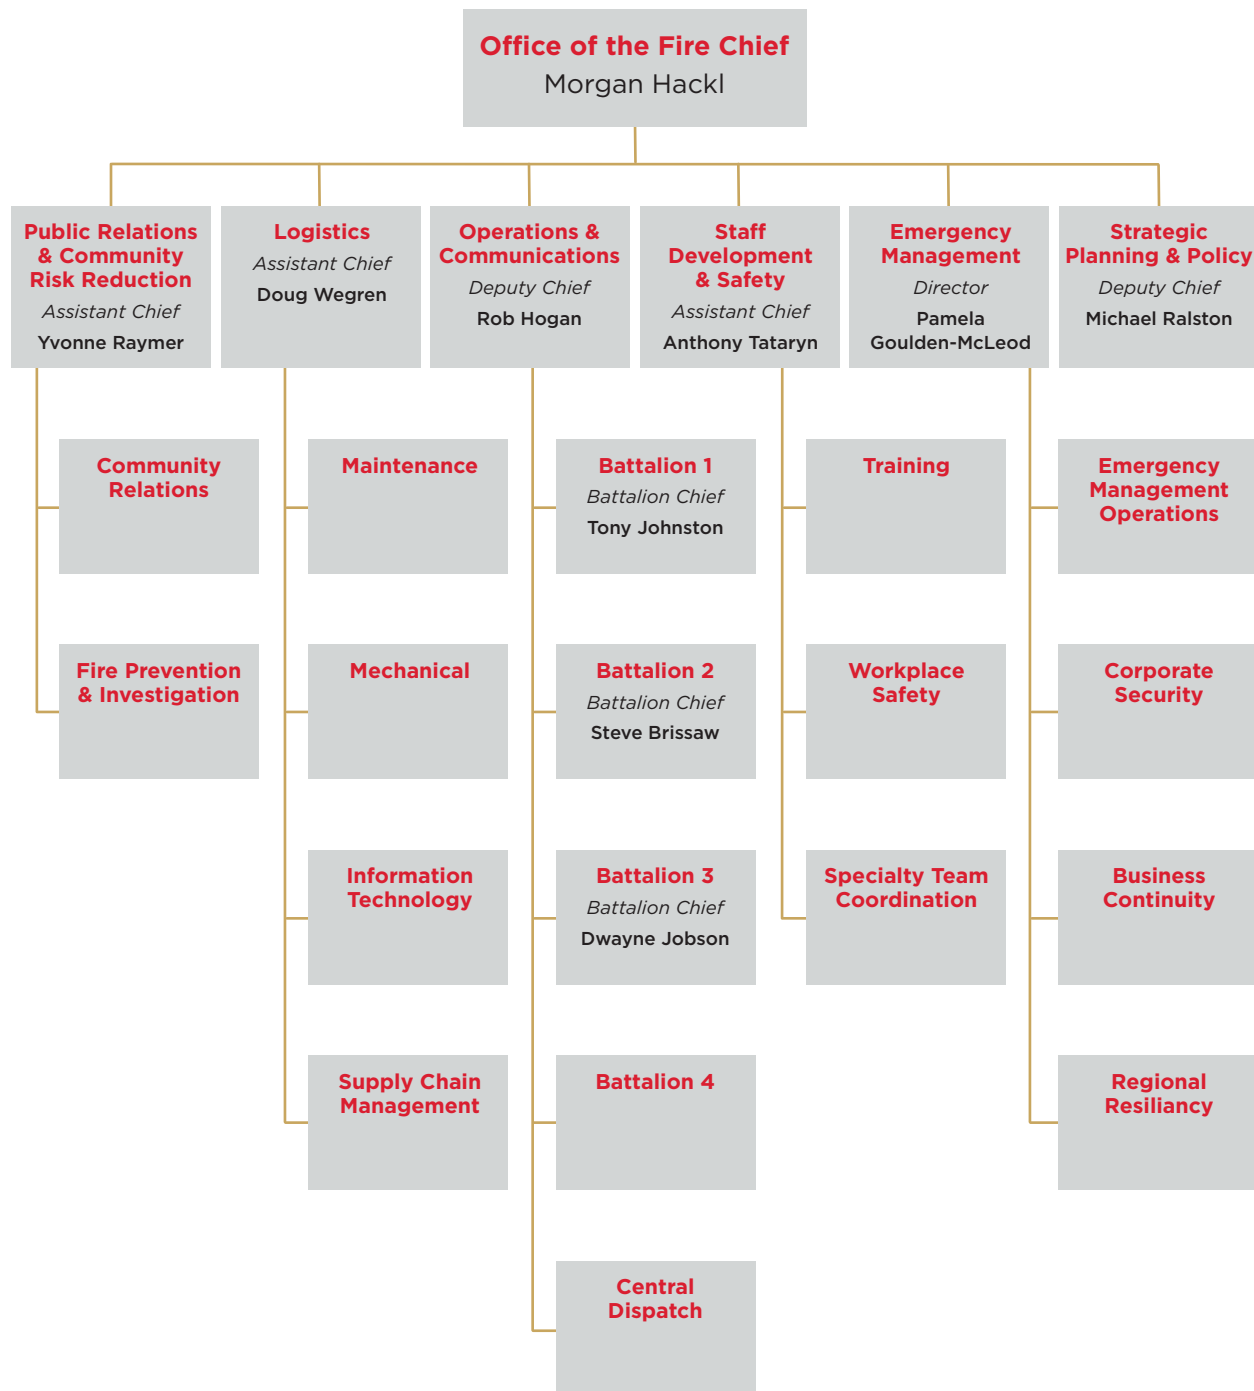 Office of the Fire Chief
Morgan Hackl
Public Relations
& Community
Risk Reduction
Assistant Chief
Yvonne Raymer
Logistics
Assistant Chief
Doug Wegren
Operations &
Communications
Deputy Chief
Rob Hogan
Staff
Development
& Safety
Assistant Chief
Anthony Tataryn
Emergency
Management
Director
Pamela
Goulden-McLeod
Strategic
Planning & Policy
Deputy Chief
Michael Ralston
Community
Relations
Maintenance
Battalion 1
Battalion Chief
Tony Johnston
Training
Emergency
Management
Operations
Fire Prevention
& Investigation
Mechanical
Battalion 2
Battalion Chief
Steve Brissaw
Workplace
Safety
Corporate
Security
Information
Technology
Battalion 3
Battalion Chief
Dwayne Jobson
Specialty Team
Coordination
Business
Continuity
Supply Chain
Management
Battalion 4
Regional
Resiliancy
Central
Dispatch